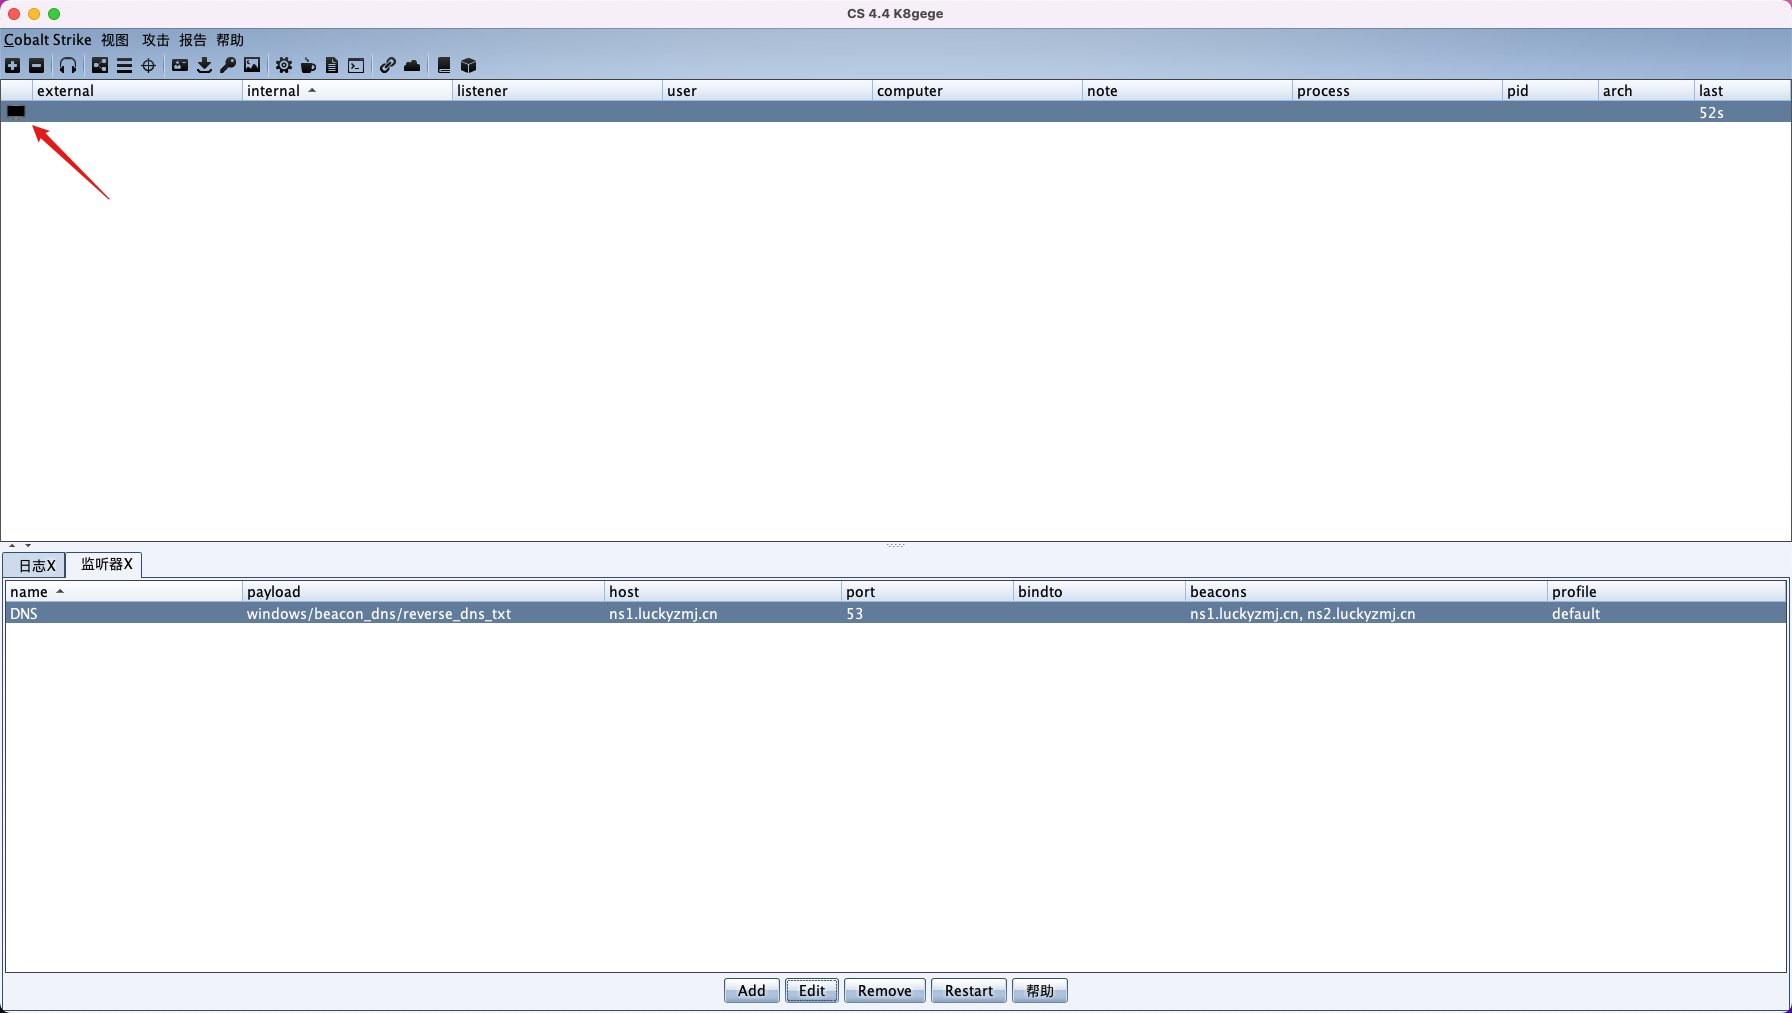 CS 4.4 K8gege
Cobalt Strike 视图 攻击 报告 帮助
external internal listener user computer note process pid arch last
52s
日志X 监听器X
name payload host port bindto beacons profile
DNS windows/beacon_dns/reverse_dns_txt ns1.luckyzmj.cn 53 ns1.luckyzmj.cn, ns2.luckyzmj.cn default
Add Edit Remove Restart 帮助